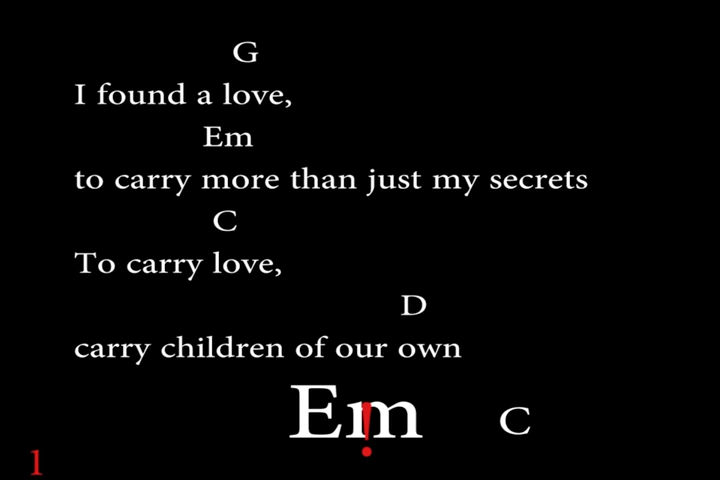 G
I found a love,
Em
to carry more than just my secrets
C
To carry love,
D
carry children of our own
Em! C
1